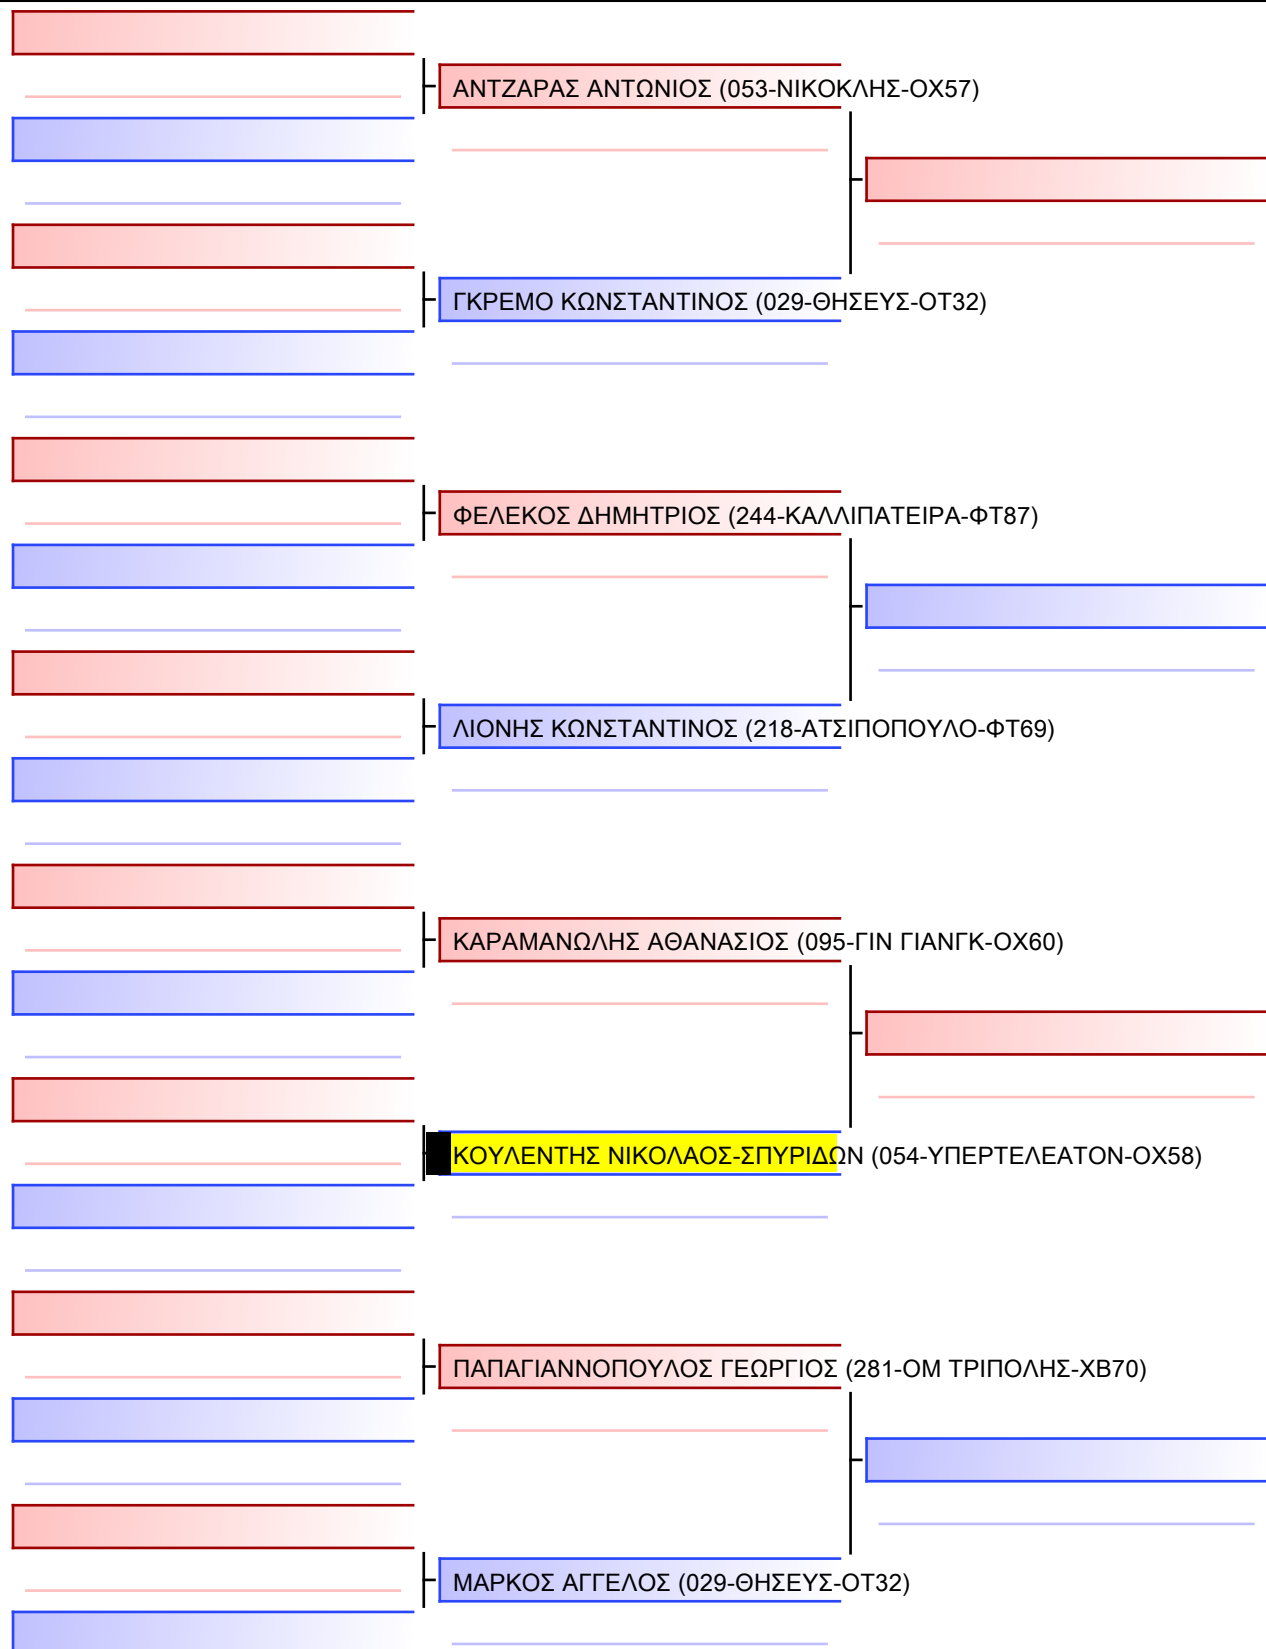 ΑΝΤΖΑΡΑΣ ΑΝΤΩΝΙΟΣ (053-ΝΙΚΟΚΛΗΣ-ΟΧ57)
ΓΚΡΕΜΟ ΚΩΝΣΤΑΝΤΙΝΟΣ (029-ΘΗΣΕΥΣ-ΟΤ32)
ΦΕΛΕΚΟΣ ΔΗΜΗΤΡΙΟΣ (244-ΚΑΛΛΙΠΑΤΕΙΡΑ-ΦΤ87)
ΛΙΟΝΗΣ ΚΩΝΣΤΑΝΤΙΝΟΣ (218-ΑΤΣΙΠΟΠΟΥΛΟ-ΦΤ69)
ΚΑΡΑΜΑΝΩΛΗΣ ΑΘΑΝΑΣΙΟΣ (095-ΓΙΝ ΓΙΑΝΓΚ-ΟΧ60)
ΚΟΥΛΕΝΤΗΣ ΝΙΚΟΛΑΟΣ-ΣΠΥΡΙΔΩΝ (054-ΥΠΕΡΤΕΛΕΑΤΟΝ-ΟΧ58)
ΠΑΠΑΓΙΑΝΝΟΠΟΥΛΟΣ ΓΕΩΡΓΙΟΣ (281-ΟΜ ΤΡΙΠΟΛΗΣ-ΧΒ70)
ΜΑΡΚΟΣ ΑΓΓΕΛΟΣ (029-ΘΗΣΕΥΣ-ΟΤ32)